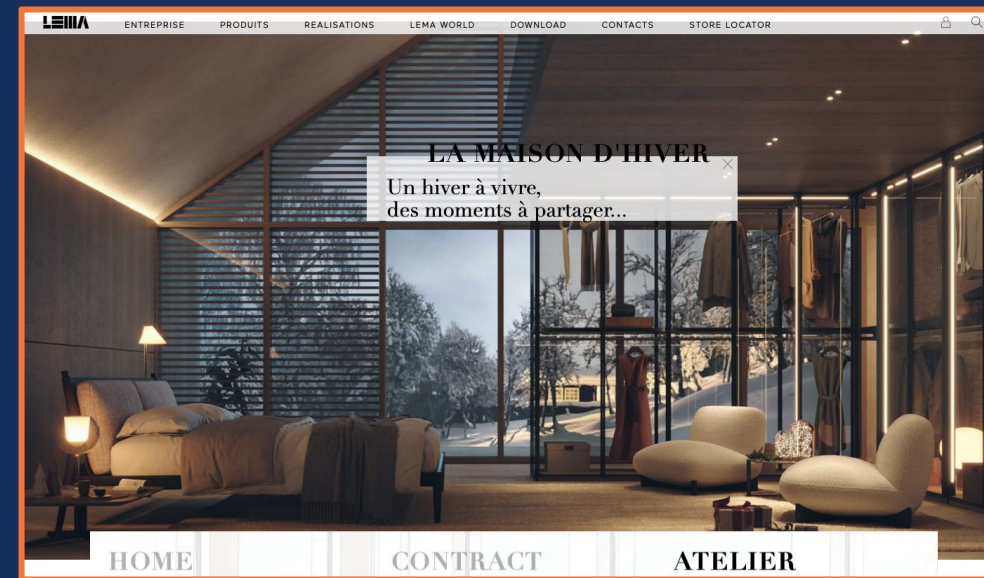 LEMA
ENTREPRISE PRODUITS REALISATIONS LEMA WORLD DOWNLOAD CONTACTS STORE LOCATOR
LA MAISON D'HIVER
Un hiver à vivre,
des moments à partager...
HOME CONTRACT ATELIER